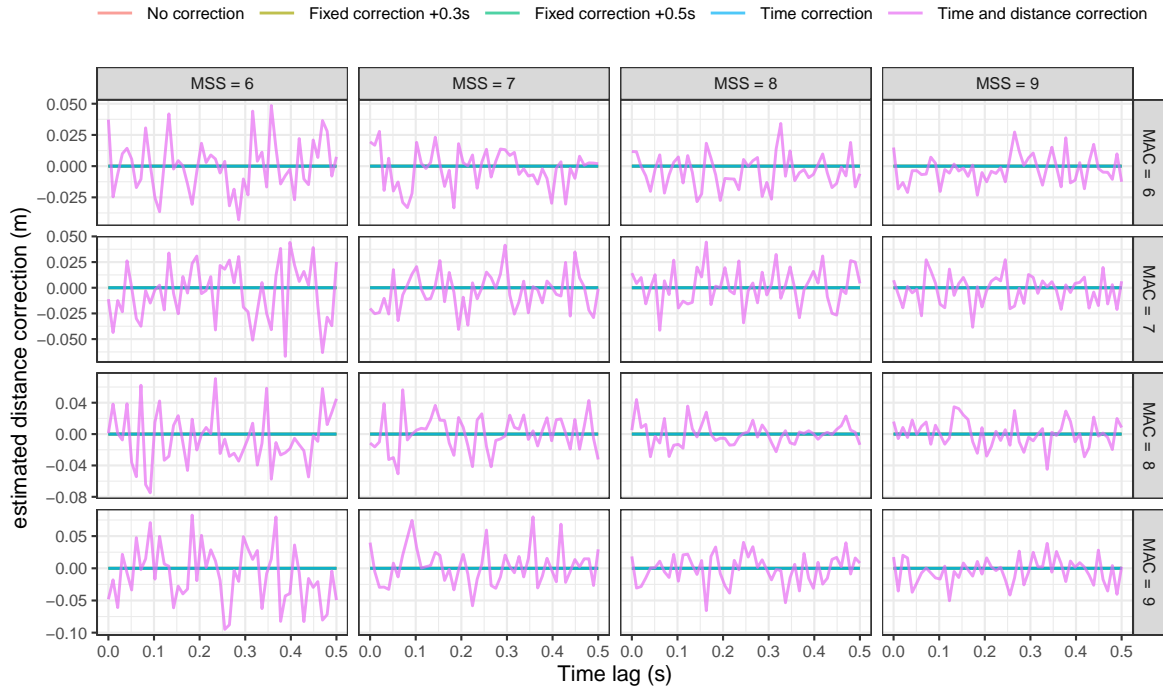 No correction Fixed correction +0.3s Fixed correction +0.5s Time correction Time and distance correction
MSS = 6 MSS = 7 MSS = 8 MSS = 9
0.050
0.025
0.000
−0.025
MAC = 6
0.050
0.025
0.000
−0.025
−0.050
MAC = 7
0.04
0.00
−0.04
−0.08
MAC = 8
0.05
0.00
−0.05
−0.10
MAC = 9
estimated distance correction (m)
0.0 0.1 0.2 0.3 0.4 0.5 0.0 0.1 0.2 0.3 0.4 0.5 0.0 0.1 0.2 0.3 0.4 0.5 0.0 0.1 0.2 0.3 0.4 0.5
Time lag (s)